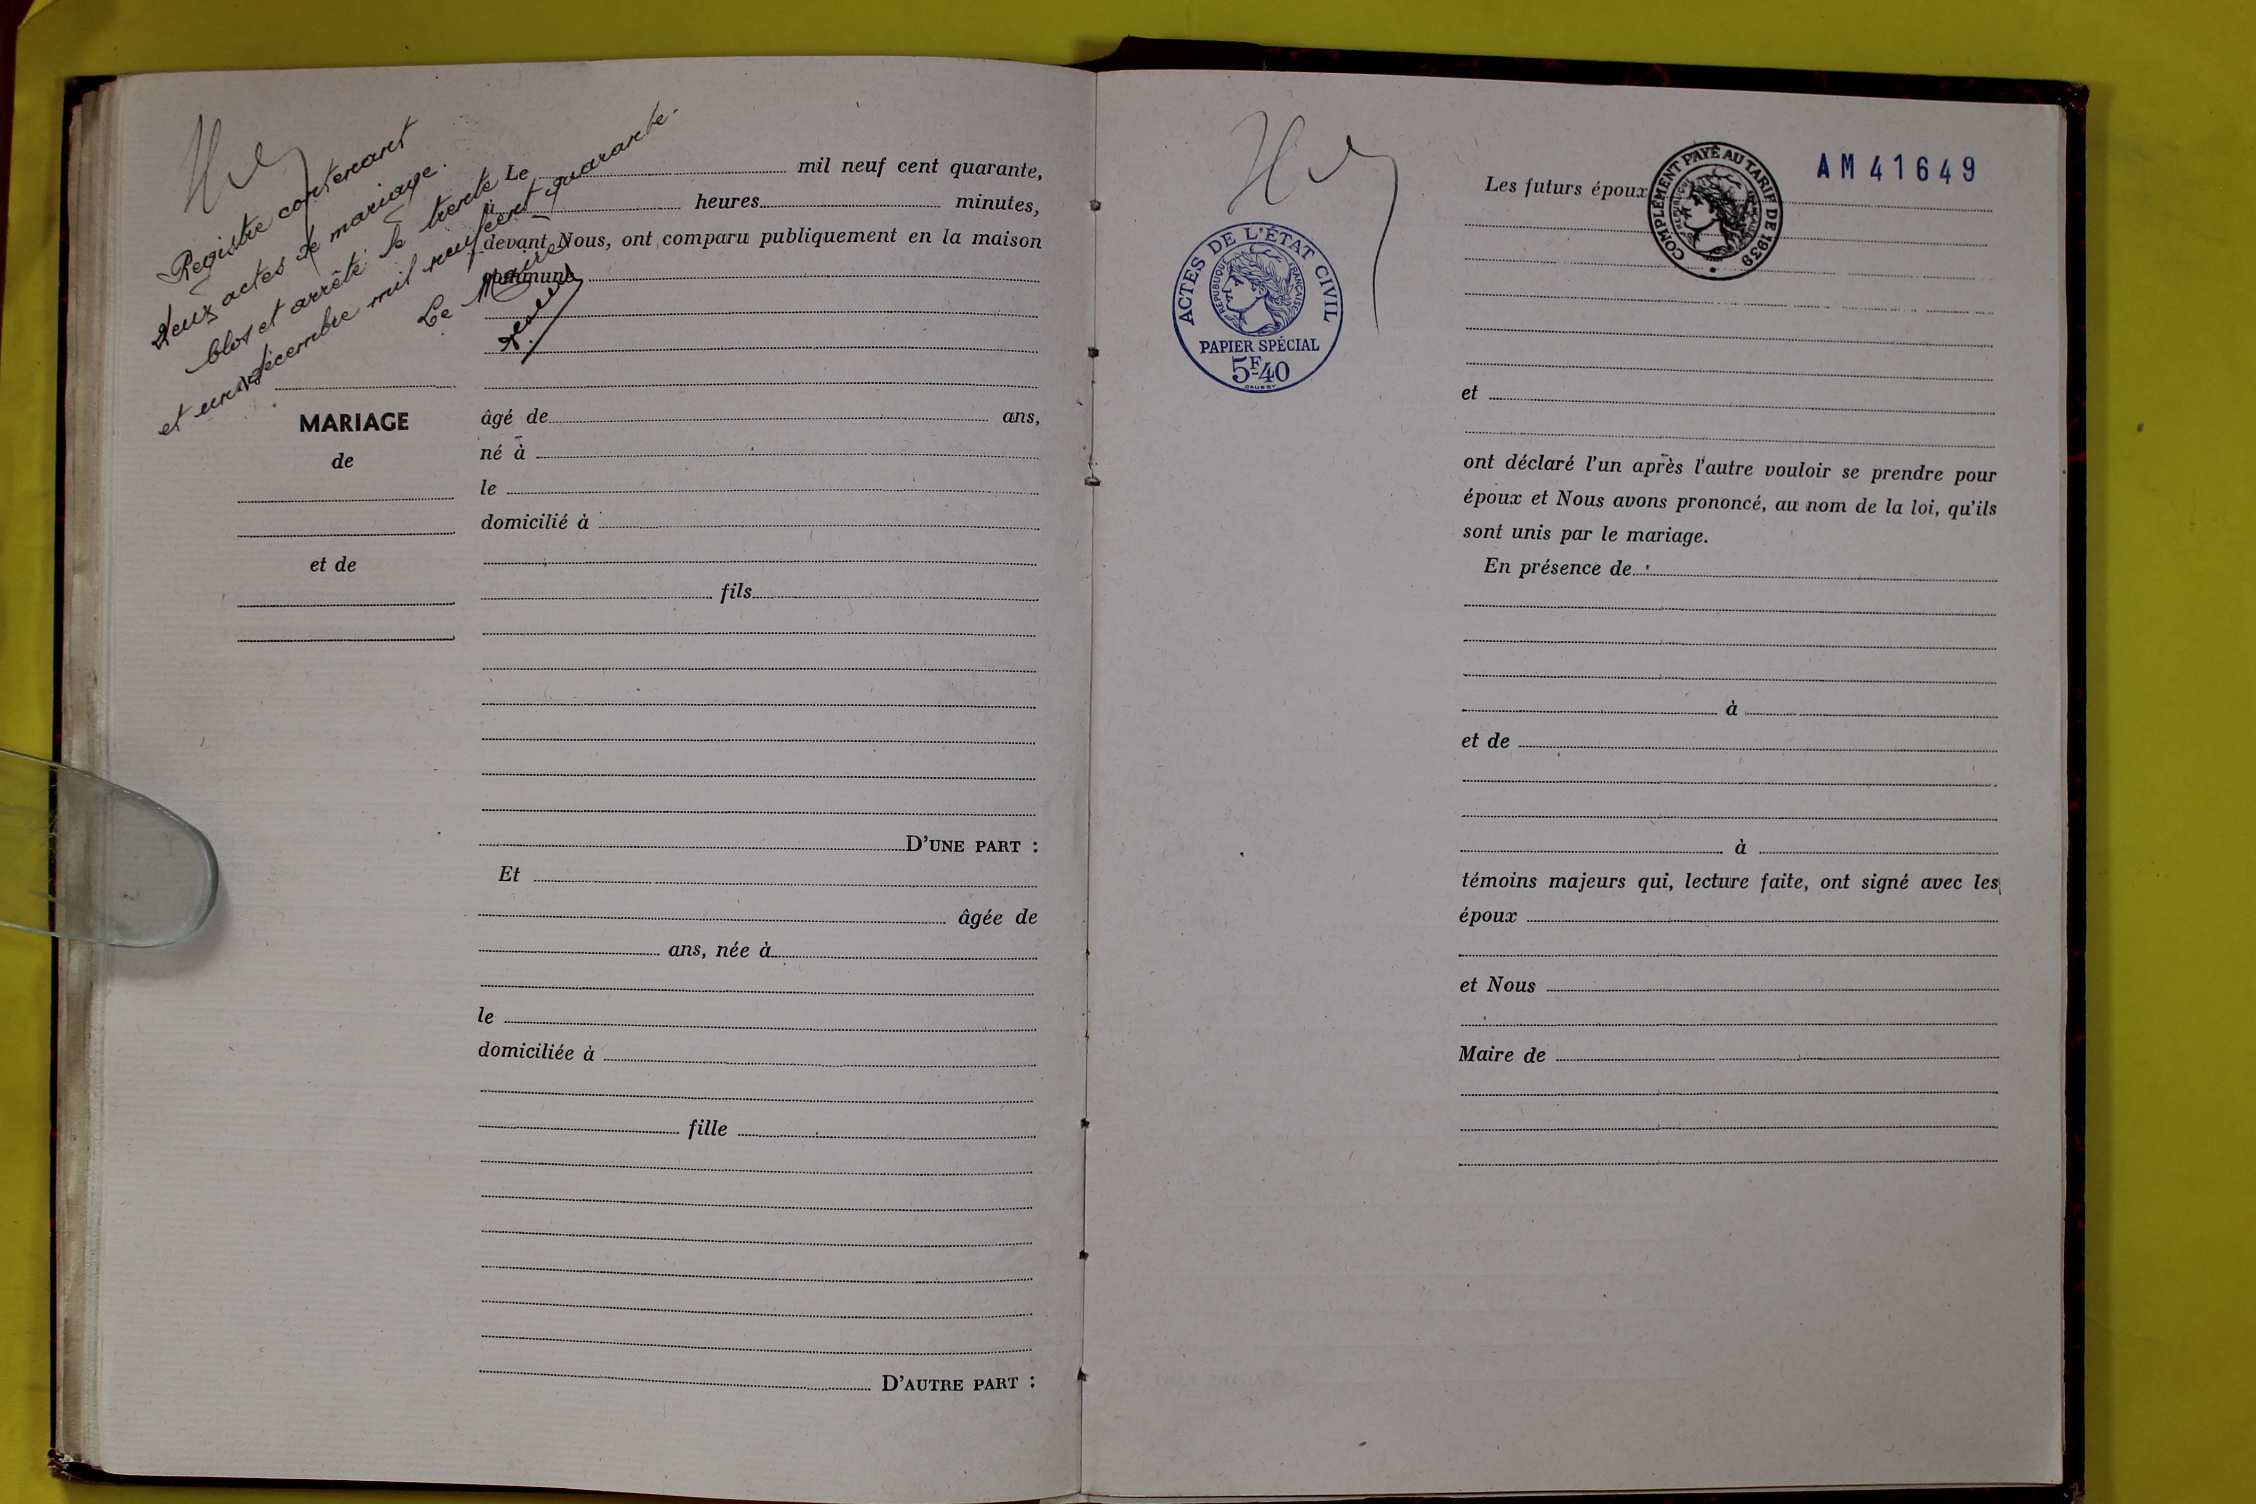 Registre contenant
deux actes de mariage.
clos et arrêté le trente
et un décembre mil neuf cent quarante.
Le Maire
MARIAGE
de
et de
Le mil neuf cent quarante,
à heures minutes,
devant Nous, ont comparu publiquement en la maison
commune
âgé de ans,
né à
le
domicilié à
fils
D'UNE PART :
Et
âgée de
ans, née à
le
domiciliée à
fille
D'AUTRE PART :
ACTES DE L'ÉTAT CIVIL
RÉPUBLIQUE FRANÇAISE
PAPIER SPÉCIAL
5F40
COMPLÉMENT PAYÉ AU TARIF DE 1939
AM41649
Les futurs époux
et
ont déclaré l'un après l'autre vouloir se prendre pour
époux et Nous avons prononcé, au nom de la loi, qu'ils
sont unis par le mariage.
En présence de
à
et de
à
témoins majeurs qui, lecture faite, ont signé avec les
époux
et Nous
Maire de